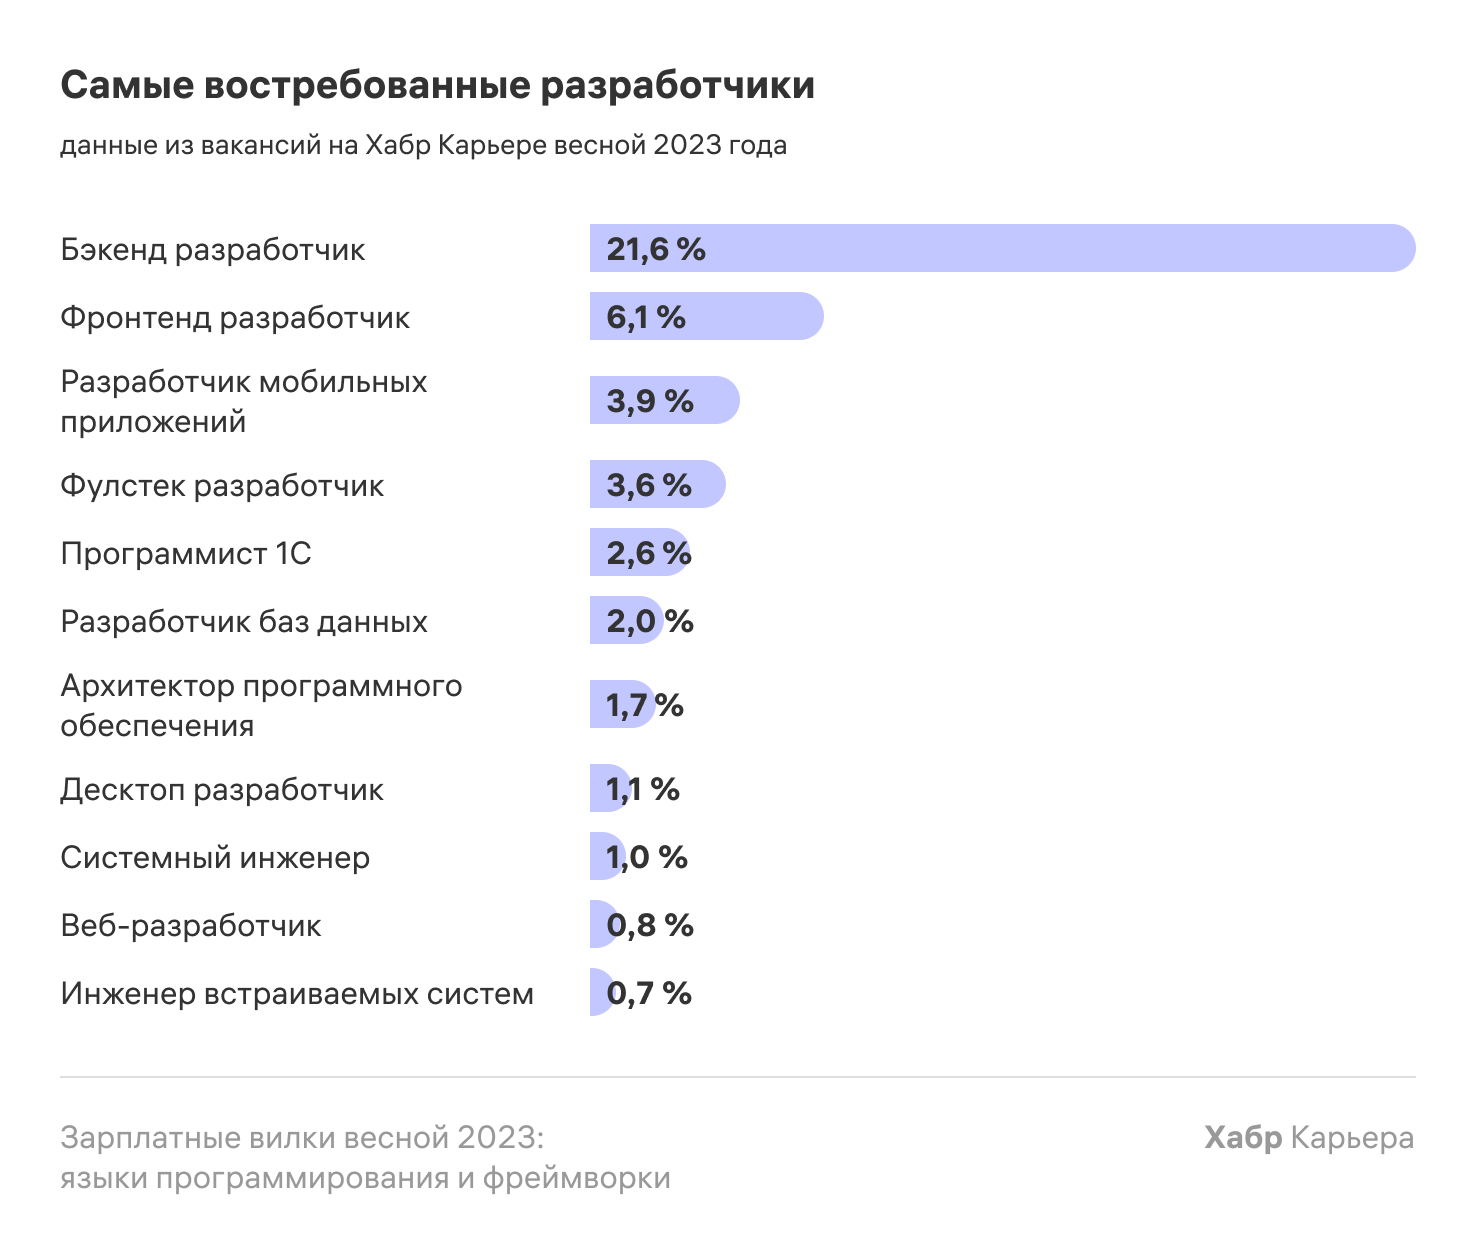 Самые востребованные разработчики
данные из вакансий на Хабр Карьере весной 2023 года
Бэкенд разработчик 21,6 %
Фронтенд разработчик 6,1 %
Разработчик мобильных
приложений 3,9 %
Фулстек разработчик 3,6 %
Программист 1С 2,6 %
Разработчик баз данных 2,0 %
Архитектор программного
обеспечения 1,7 %
Десктоп разработчик 1,1 %
Системный инженер 1,0 %
Веб-разработчик 0,8 %
Инженер встраиваемых систем 0,7 %
Зарплатные вилки весной 2023:
языки программирования и фреймворки
Хабр Карьера